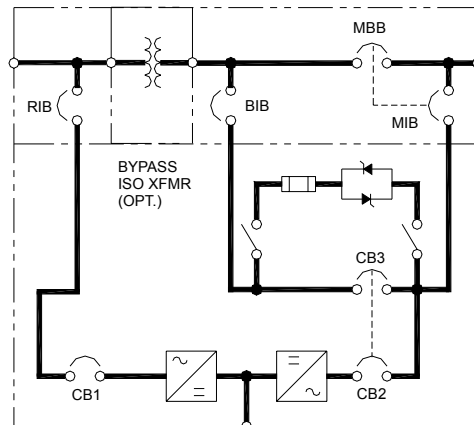 MBB
RIB
BIB
MIB
BYPASS
ISO XFMR
(OPT.)
CB3
CB1
CB2